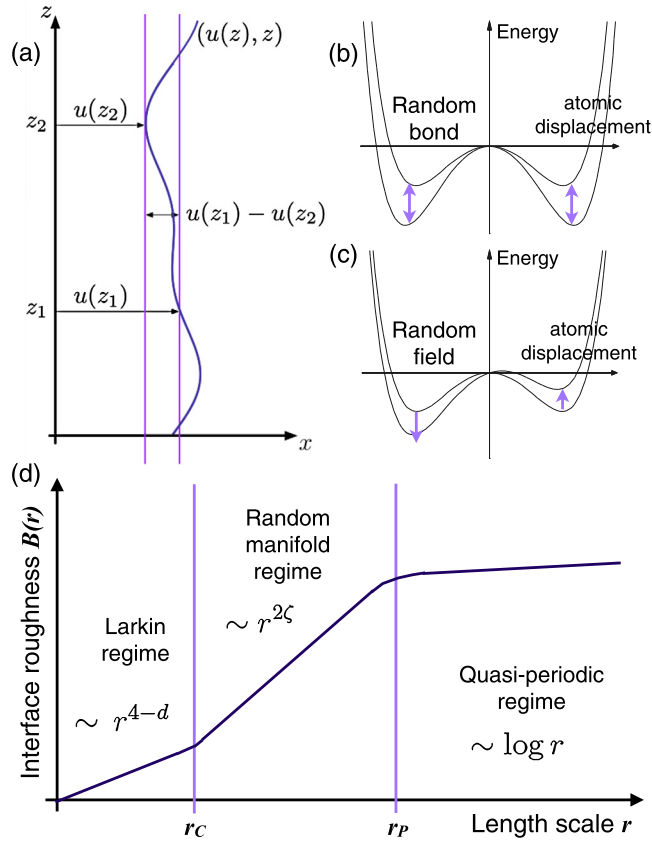 (a)
z
(u(z), z)
z₂
u(z₂)
u(z₁) − u(z₂)
z₁
u(z₁)
x
(b)
Energy
Random
bond
atomic
displacement
(c)
Energy
Random
field
atomic
displacement
(d)
Interface roughness B(r)
Larkin
regime
∼ r⁴⁻ᵈ
Random
manifold
regime
∼ r^{2ζ}
Quasi-periodic
regime
∼ log r
r_C
r_P
Length scale r